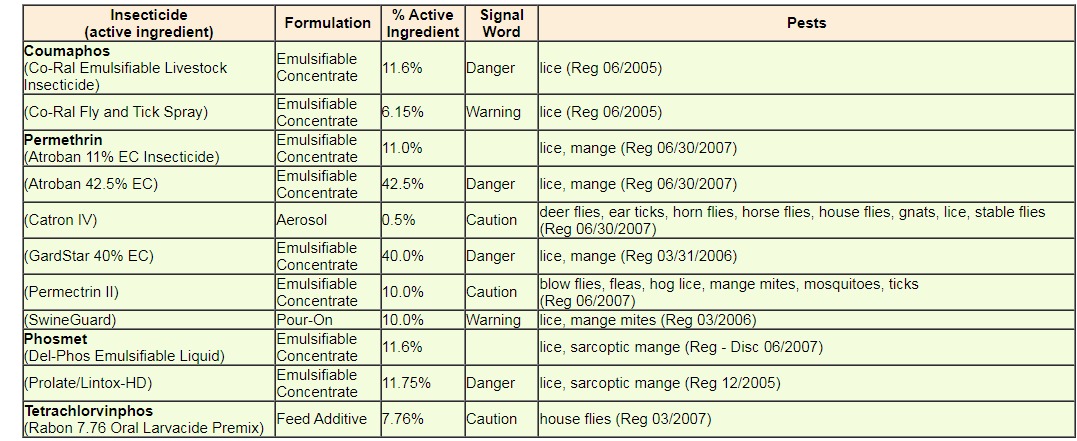 Insecticide
(active ingredient)
Formulation
% Active
Ingredient
Signal
Word
Pests
Coumaphos
(Co-Ral Emulsifiable Livestock
Insecticide)
Emulsifiable
Concentrate
11.6%
Danger
lice (Reg 06/2005)
(Co-Ral Fly and Tick Spray)
Emulsifiable
Concentrate
6.15%
Warning
lice (Reg 06/2005)
Permethrin
(Atroban 11% EC Insecticide)
Emulsifiable
Concentrate
11.0%
lice, mange (Reg 06/30/2007)
(Atroban 42.5% EC)
Emulsifiable
Concentrate
42.5%
Danger
lice, mange (Reg 06/30/2007)
(Catron IV)
Aerosol
0.5%
Caution
deer flies, ear ticks, horn flies, horse flies, house flies, gnats, lice, stable flies
(Reg 06/30/2007)
(GardStar 40% EC)
Emulsifiable
Concentrate
40.0%
Danger
lice, mange (Reg 03/31/2006)
(Permectrin II)
Emulsifiable
Concentrate
10.0%
Caution
blow flies, fleas, hog lice, mange mites, mosquitoes, ticks
(Reg 06/2007)
(SwineGuard)
Pour-On
10.0%
Warning
lice, mange mites (Reg 03/2006)
Phosmet
(Del-Phos Emulsifiable Liquid)
Emulsifiable
Concentrate
11.6%
lice, sarcoptic mange (Reg - Disc 06/2007)
(Prolate/Lintox-HD)
Emulsifiable
Concentrate
11.75%
Danger
lice, sarcoptic mange (Reg 12/2005)
Tetrachlorvinphos
(Rabon 7.76 Oral Larvacide Premix)
Feed Additive
7.76%
Caution
house flies (Reg 03/2007)